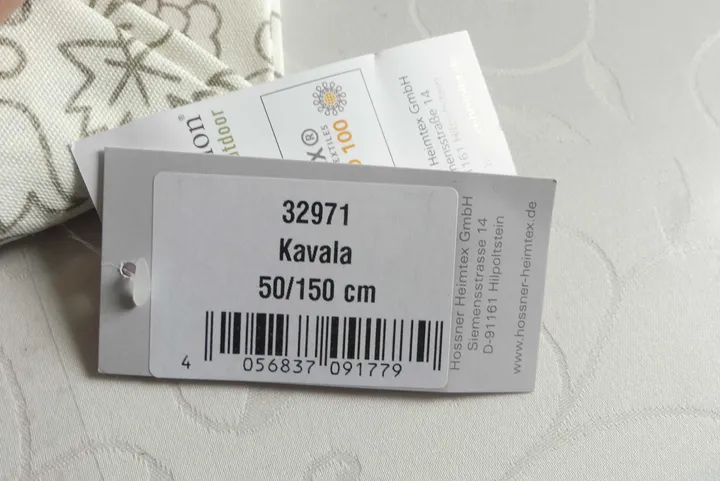 32971
Kavala
50/150 cm
4 056837 091779
Hossner Heimtex GmbH
Siemensstrasse 14
D-91161 Hilpoltstein
www.hossner-heimtex.de
X®
100
Heimtex GmbH
Siemensstraße 14